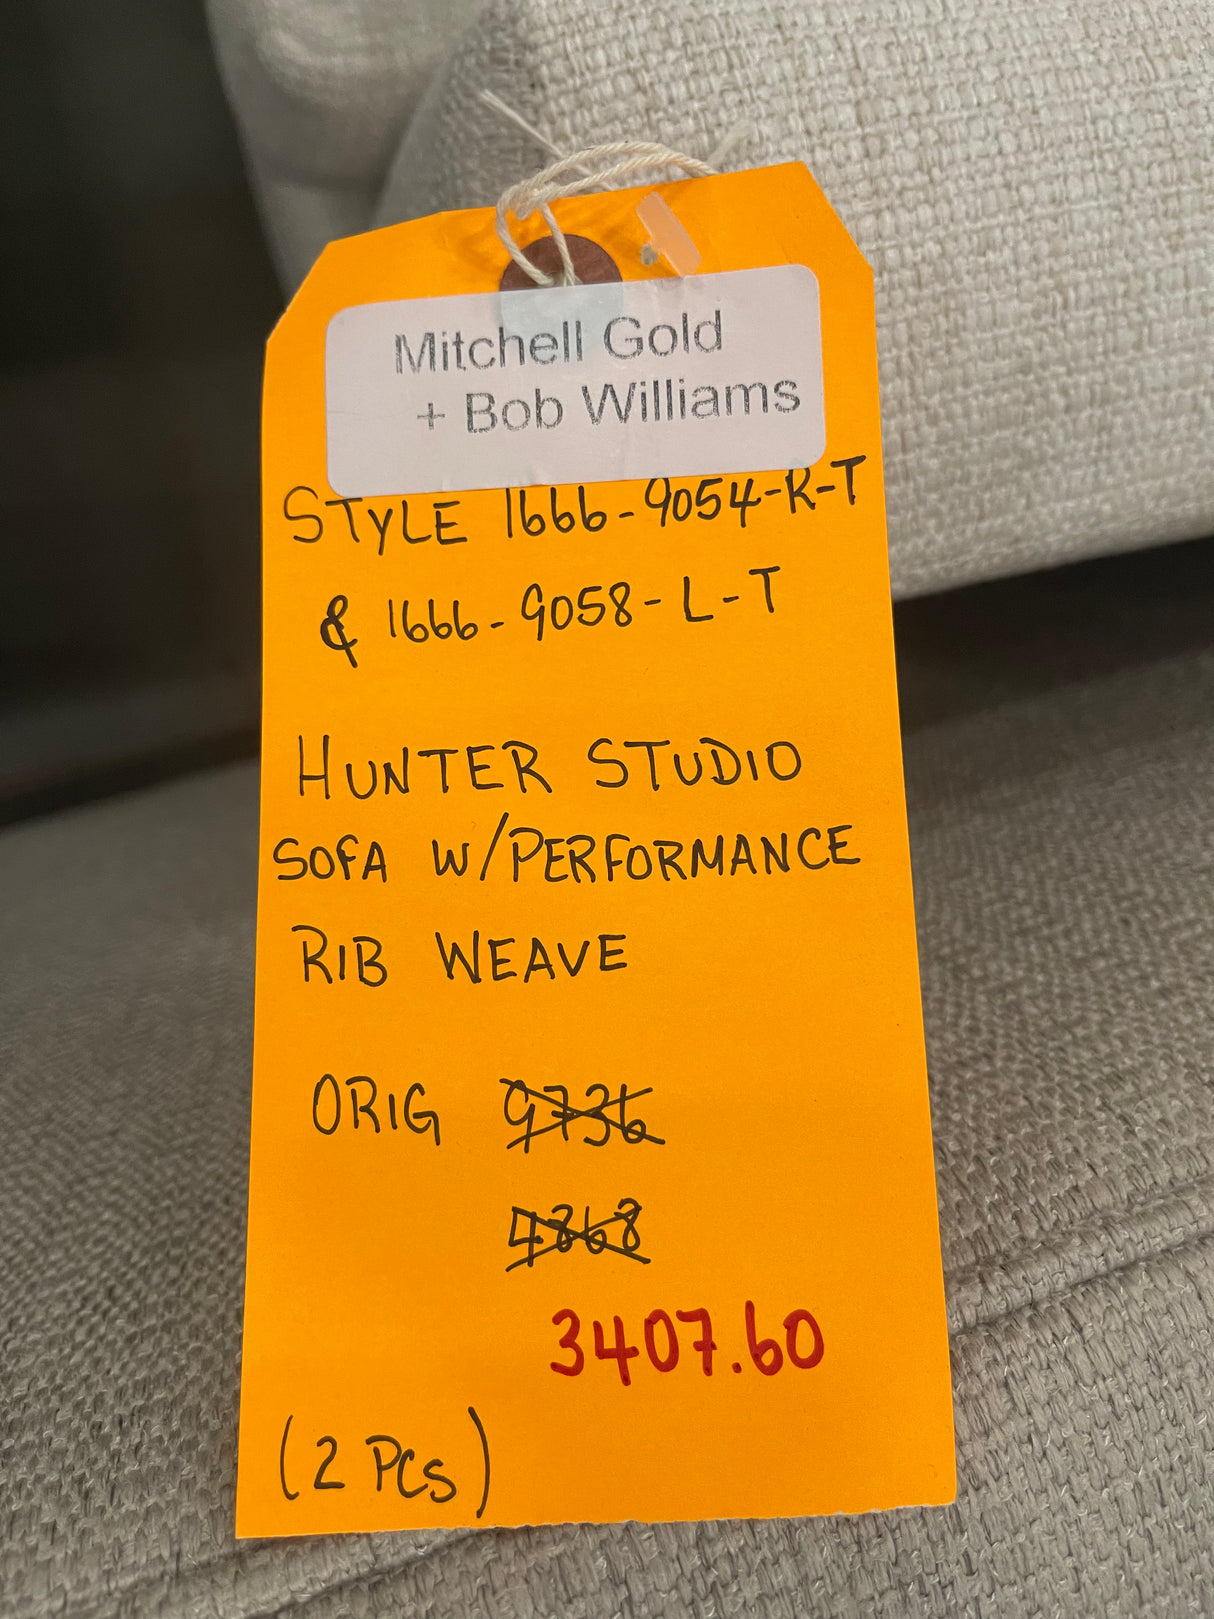 Mitchell Gold
+ Bob Williams
STYLE 1666-9054-R-T
& 1666-9058-L-T
HUNTER STUDIO
SOFA W/PERFORMANCE
RIB WEAVE
ORIG 9736
4868
3407.60
(2 PCS)